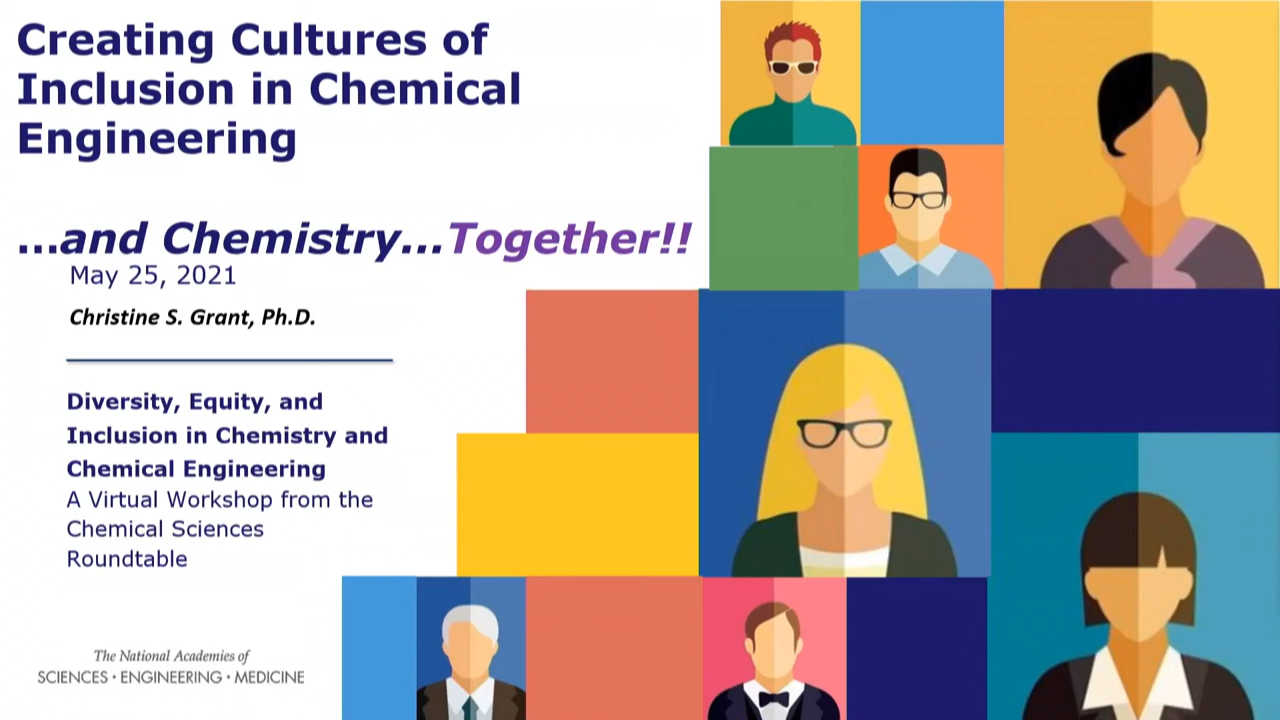 Creating Cultures of
Inclusion in Chemical
Engineering
...and Chemistry...Together!!
May 25, 2021
Christine S. Grant, Ph.D.
Diversity, Equity, and
Inclusion in Chemistry and
Chemical Engineering
A Virtual Workshop from the
Chemical Sciences
Roundtable
The National Academies of
SCIENCES · ENGINEERING · MEDICINE